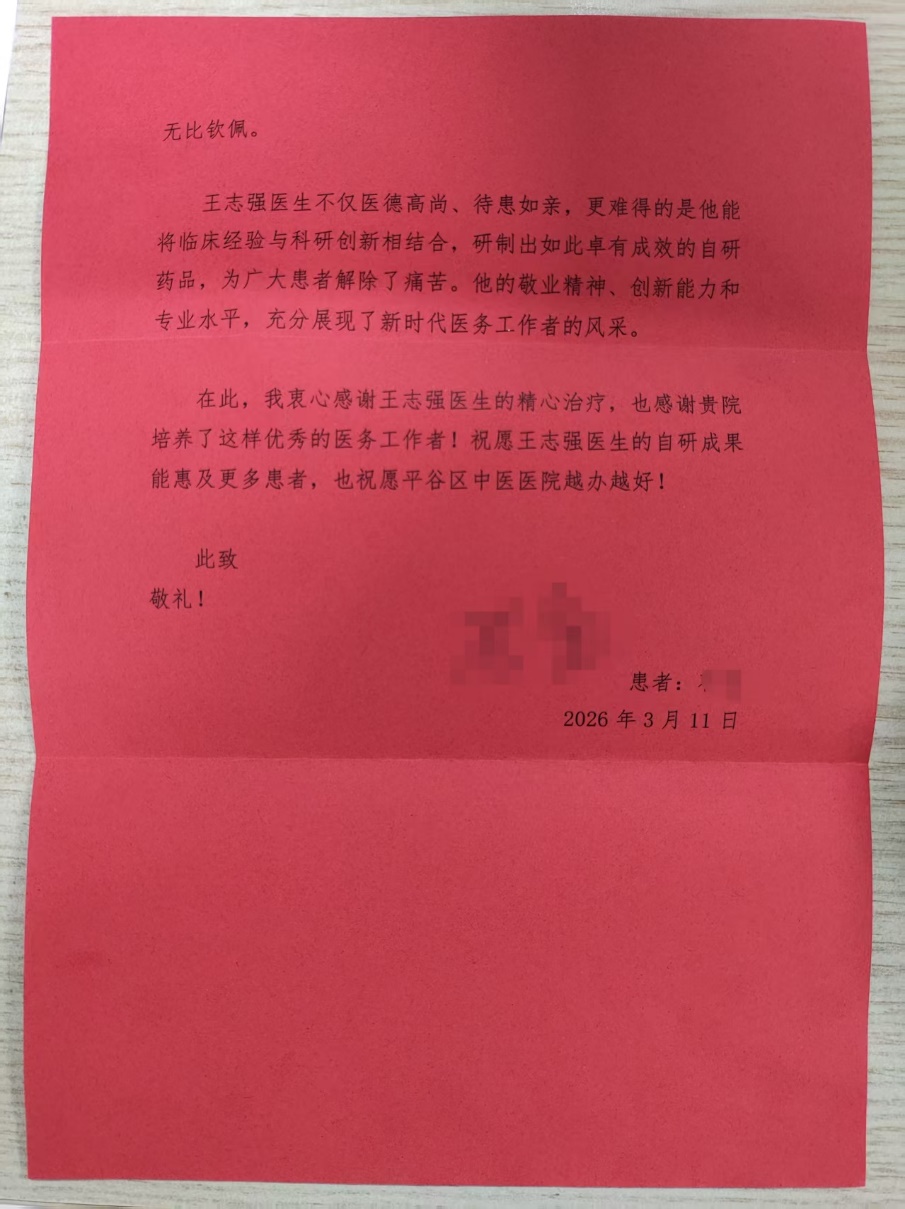 无比钦佩。
王志强医生不仅医德高尚、待患如亲，更难得的是他能
将临床经验与科研创新相结合，研制出如此卓有成效的自研
药品，为广大患者解除了痛苦。他的敬业精神、创新能力和
专业水平，充分展现了新时代医务工作者的风采。
在此，我衷心感谢王志强医生的精心治疗，也感谢贵院
培养了这样优秀的医务工作者！祝愿王志强医生的自研成果
能惠及更多患者，也祝愿平谷区中医医院越办越好！
此致
敬礼！
患者：
2026 年 3 月 11 日